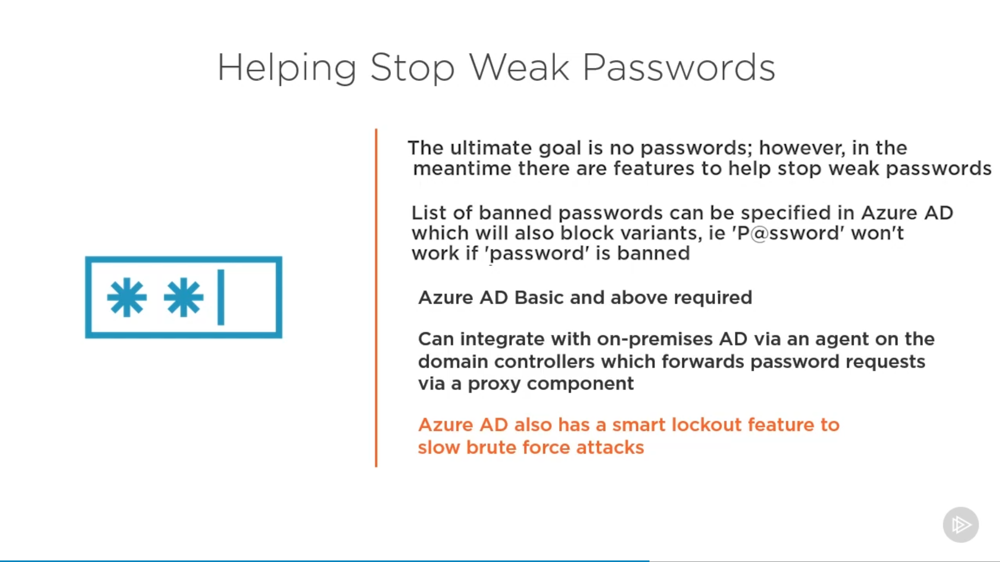 Helping Stop Weak Passwords
The ultimate goal is no passwords; however, in the
meantime there are features to help stop weak passwords
List of banned passwords can be specified in Azure AD
which will also block variants, ie 'P@ssword' won't
work if 'password' is banned
Azure AD Basic and above required
Can integrate with on-premises AD via an agent on the
domain controllers which forwards password requests
via a proxy component
Azure AD also has a smart lockout feature to
slow brute force attacks